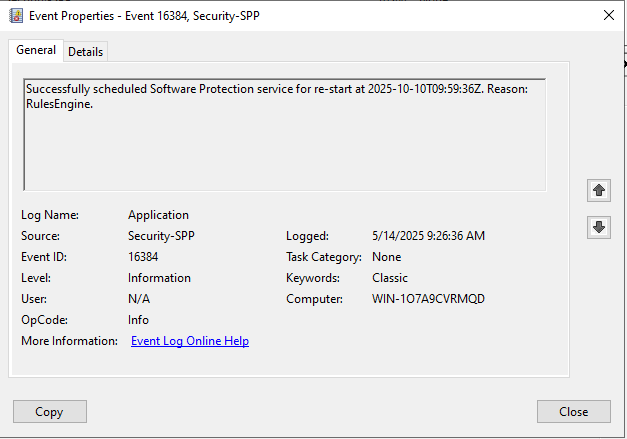 Event Properties - Event 16384, Security-SPP
General Details
Successfully scheduled Software Protection service for re-start at 2025-10-10T09:59:36Z. Reason:
RulesEngine.
Log Name: Application
Source: Security-SPP Logged: 5/14/2025 9:26:36 AM
Event ID: 16384 Task Category: None
Level: Information Keywords: Classic
User: N/A Computer: WIN-1O7A9CVRMQD
OpCode: Info
More Information: Event Log Online Help
Copy Close